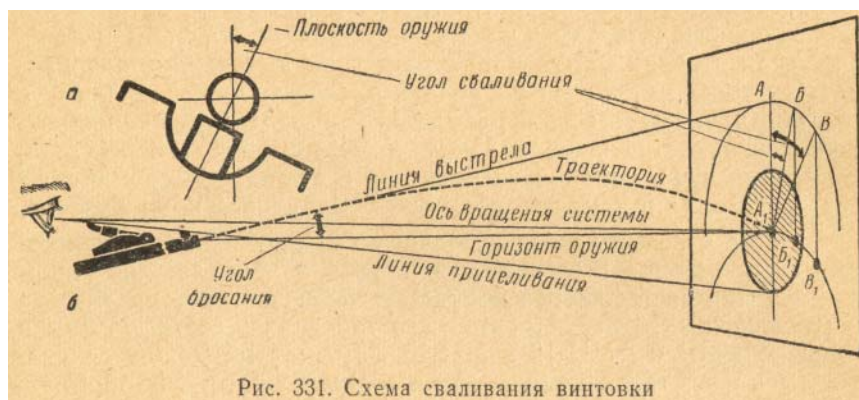 Плоскость оружия
а
Угол сваливания
А
Б
В
Линия выстрела
Траектория
А₁
Ось вращения системы
Горизонт оружия
Б₁
В₁
Угол
бросания
Линия прицеливания
б
Рис. 331. Схема сваливания винтовки